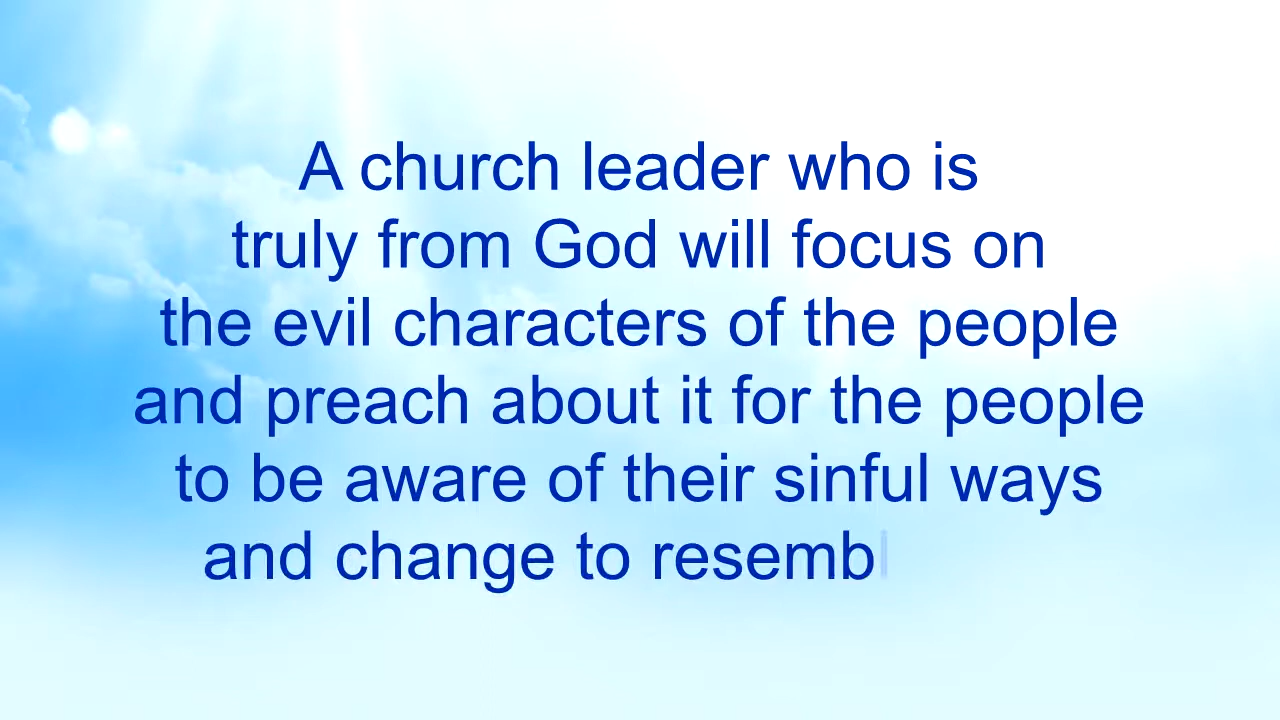 A church leader who is
truly from God will focus on
the evil characters of the people
and preach about it for the people
to be aware of their sinful ways
and change to resembl